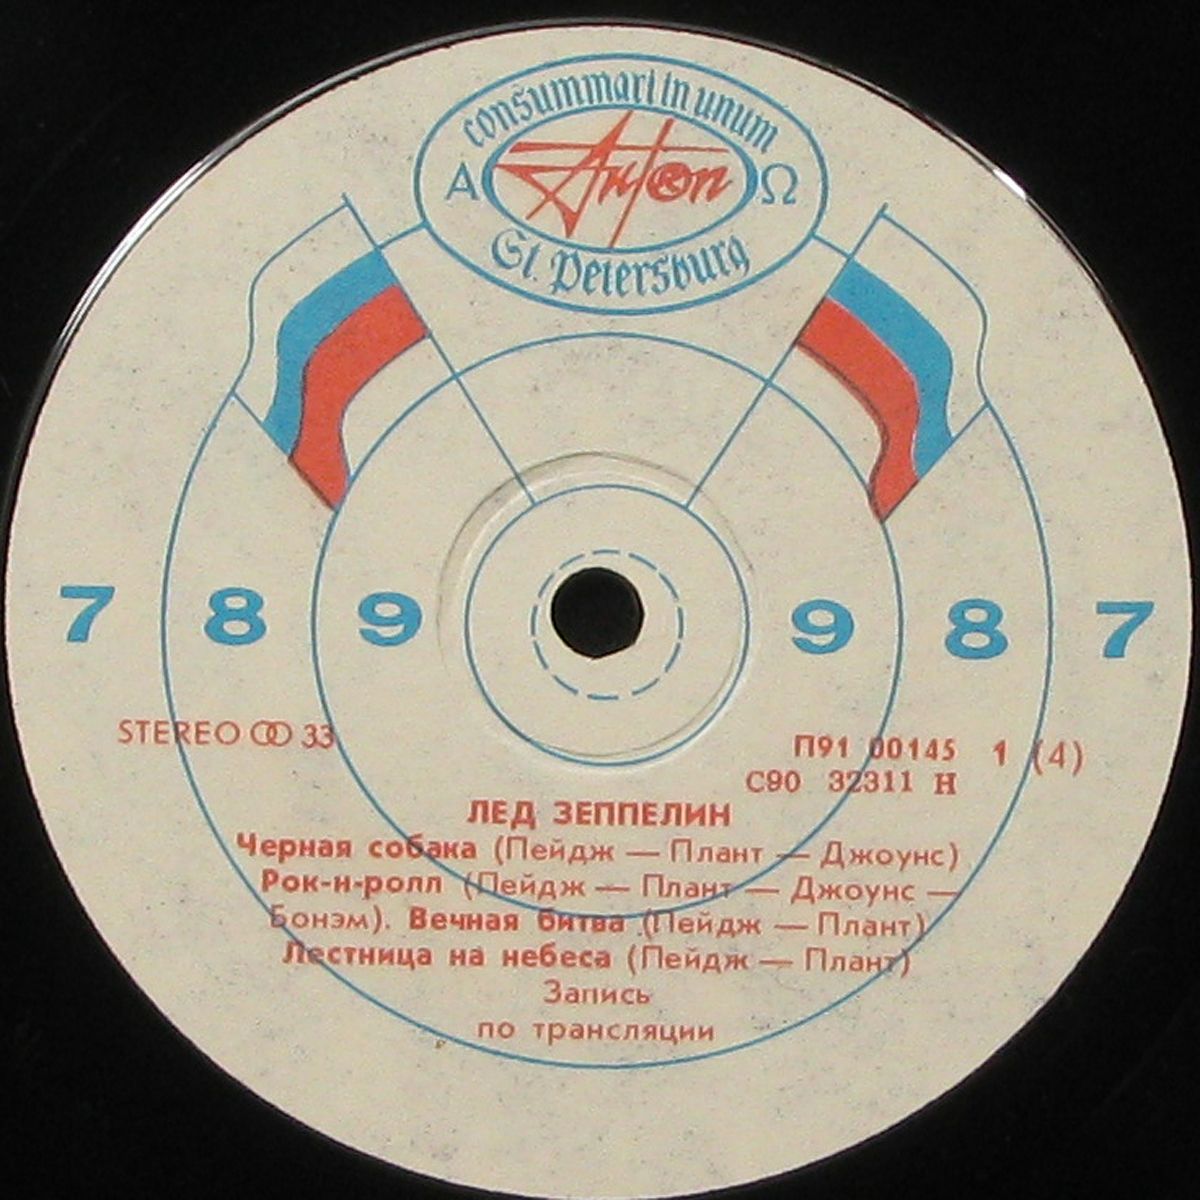 consummari in unum
Α Antr®n Ω
St. Petersburg
7 8 9 9 8 7
STEREO 33
П91 00145 1 (4)
С90 32311 Н
ЛЕД ЗЕППЕЛИН
Черная собака (Пейдж — Плант — Джоунс)
Рок-н-ролл (Пейдж — Плант — Джоунс —
Бонэм). Вечная битва (Пейдж — Плант)
Лестница на небеса (Пейдж — Плант)
Запись
по трансляции